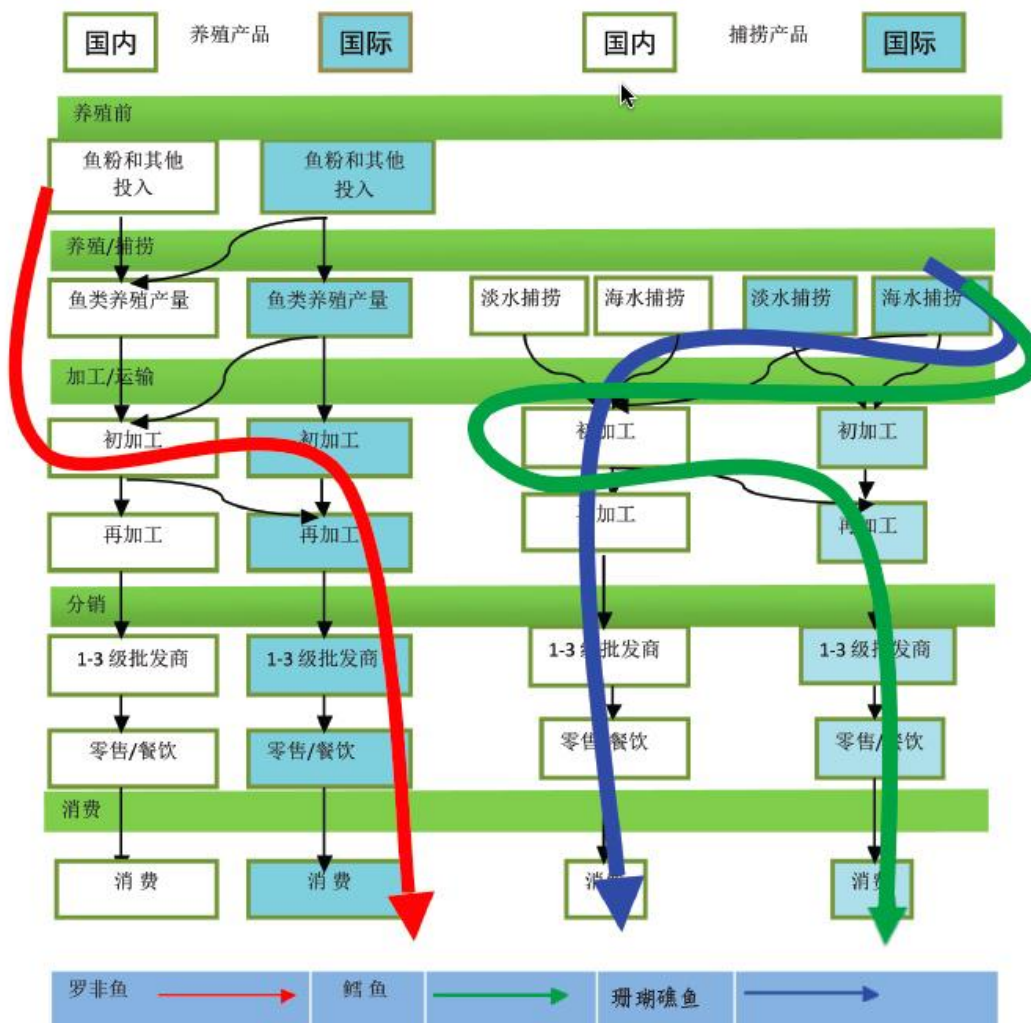 国内
养殖产品
国际
国内
捕捞产品
国际
养殖前
鱼粉和其他
投入
鱼粉和其他
投入
养殖/捕捞
鱼类养殖产量
鱼类养殖产量
淡水捕捞
海水捕捞
淡水捕捞
海水捕捞
加工/运输
初加工
初加工
初加工
初加工
再加工
再加工
加工
再加工
分销
1-3 级批发商
1-3 级批发商
1-3 级批发商
1-3 级批发商
零售/餐饮
零售/餐饮
零售/餐饮
零售/餐饮
消费
消 费
消 费
消费
消费
罗非鱼
鳕 鱼
珊瑚礁鱼